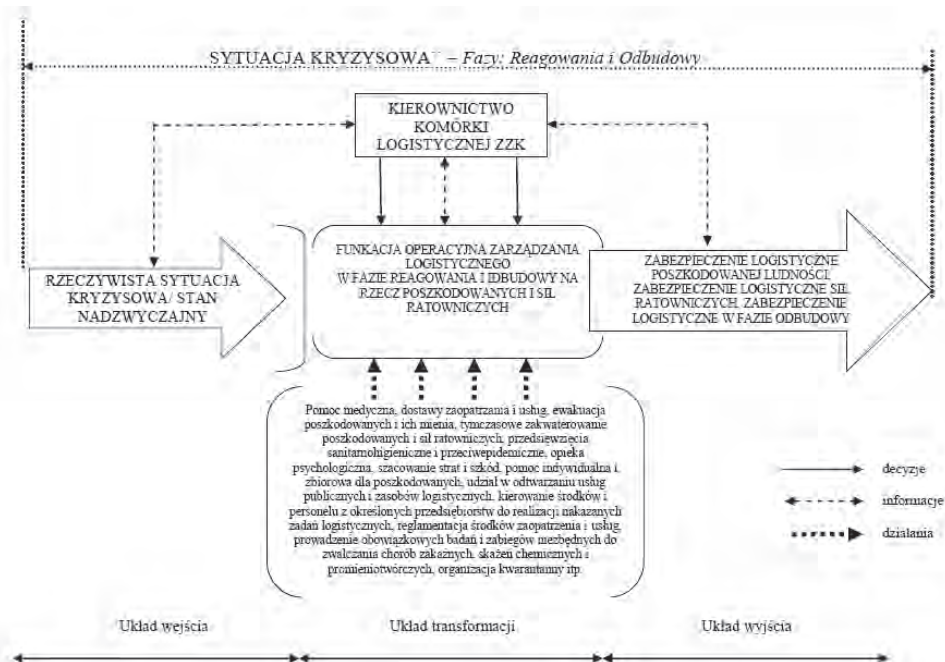 SYTUACJA KRYZYSOWA – Fazy: Reagowania i Odbudowy
KIEROWNICTWO
KOMÓRKI
LOGISTYCZNEJ ZZK
RZECZYWISTA SYTUACJA
KRYZYSOWA/ STAN
NADZWYCZAJNY
FUNKACJA OPERACYJNA ZARZĄDZANIA
LOGISTYCZNEGO
W FAZIE REAGOWANIA I IDBUDOWY NA
RZECZ POSZKODOWANYCH I SIŁ
RATOWNICZYCH
ZABEZPIECZENIE LOGISTYCZNE
POSZKODOWANEJ LUDNOŚCI,
ZABEZPIECZENIE LOGISTYCZNE SIŁ
RATOWNICZYCH, ZABEZPIECZENIE
LOGISTYCZNE W FAZIE ODBUDOWY
Pomoc medyczna, dostawy zaopatrzania i usług, ewakuacja
poszkodowanych i ich mienia, tymczasowe zakwaterowanie
poszkodowanych i sił ratowniczych, przedsięwzięcia
sanitarnohigieniczne i przeciwepidemiczne, opieka
psychologiczna, szacowanie strat i szkód, pomoc indywidualna i
zbiorowa dla poszkodowanych, udział w odtwarzaniu usług
publicznych i zasobów logistycznych, kierowanie środków i
personelu z określonych przedsiębiorstw do realizacji nakazanych
zadań logistycznych, reglamentacja środków zaopatrzenia i usług,
prowadzenie obowiązkowych badań i zabiegów niezbędnych do
zwalczania chorób zakaźnych, skażeń chemicznych i
promieniotwórczych, organizacja kwarantanny itp.
decyzje
informacje
działania
Układ wejścia
Układ transformacji
Układ wyjścia